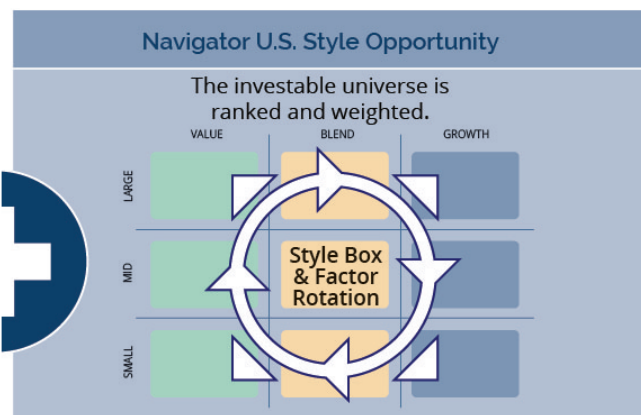 Navigator U.S. Style Opportunity
The investable universe is
ranked and weighted.
VALUE BLEND GROWTH
LARGE
MID
Style Box
& Factor
Rotation
SMALL